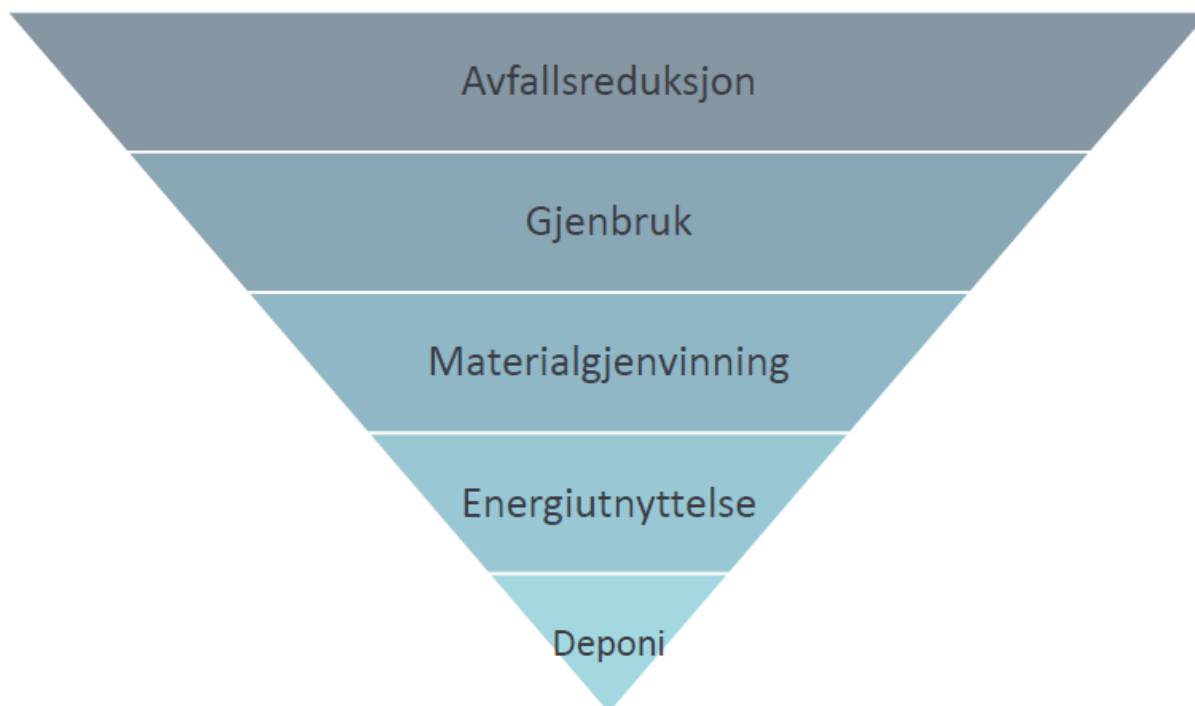 Avfallsreduksjon
Gjenbruk
Materialgjenvinning
Energiutnyttelse
Deponi